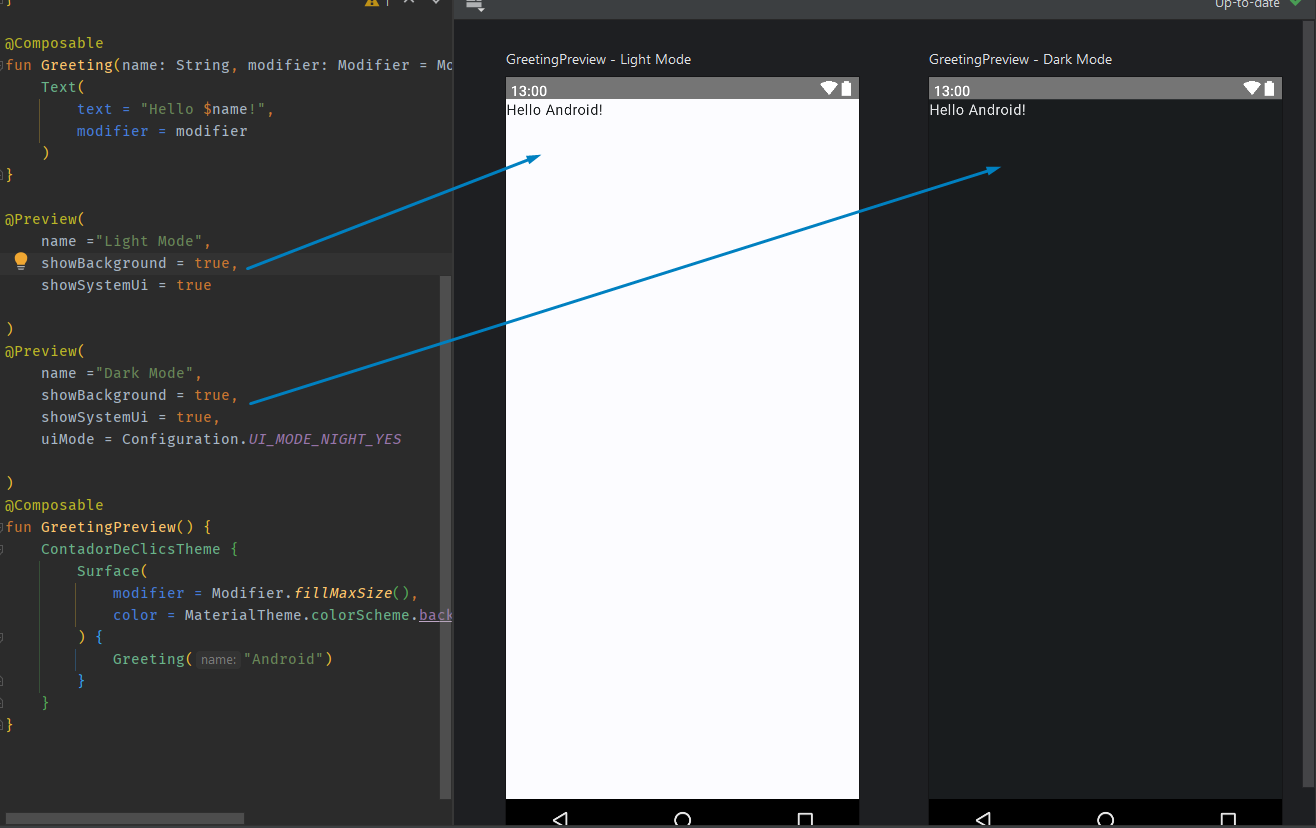 }
@Composable
fun Greeting(name: String, modifier: Modifier = Mo
Text(
text = "Hello $name!",
modifier = modifier
)
}
@Preview(
name ="Light Mode",
showBackground = true,
showSystemUi = true
)
@Preview(
name ="Dark Mode",
showBackground = true,
showSystemUi = true,
uiMode = Configuration.UI_MODE_NIGHT_YES
)
@Composable
fun GreetingPreview() {
ContadorDeClicsTheme {
Surface(
modifier = Modifier.fillMaxSize(),
color = MaterialTheme.colorScheme.back
) {
Greeting( name: "Android")
}
}
}
Up-to-date
GreetingPreview - Light Mode
13:00
Hello Android!
GreetingPreview - Dark Mode
13:00
Hello Android!